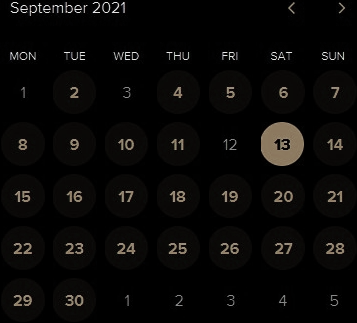 September 2021 < >
MON TUE WED THU FRI SAT SUN
1 2 3 4 5 6 7
8 9 10 11 12 13 14
15 16 17 18 19 20 21
22 23 24 25 26 27 28
29 30 1 2 3 4 5